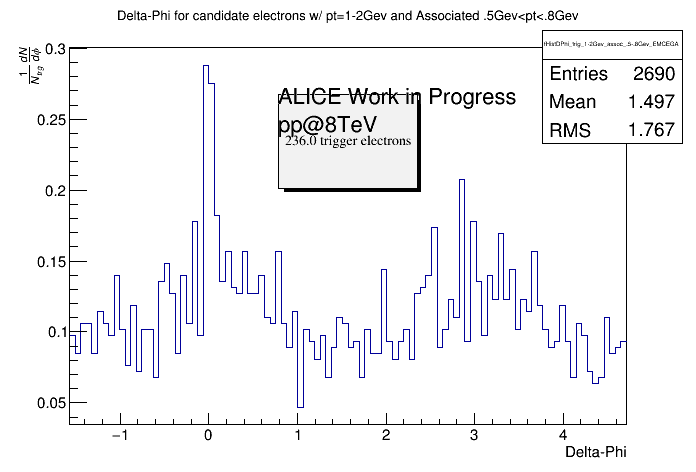 Delta-Phi for candidate electrons w/ pt=1-2Gev and Associated .5Gev<pt<.8Gev
fHistDPhi_trig_1-2Gev_assoc_.5-.8Gev_EMCEGA
Entries 2690
Mean 1.497
RMS 1.767
ALICE Work in Progress
pp@8TeV
236.0 trigger electrons
1/N_trg dN/dϕ
0.3
0.25
0.2
0.15
0.1
0.05
−1 0 1 2 3 4
Delta-Phi